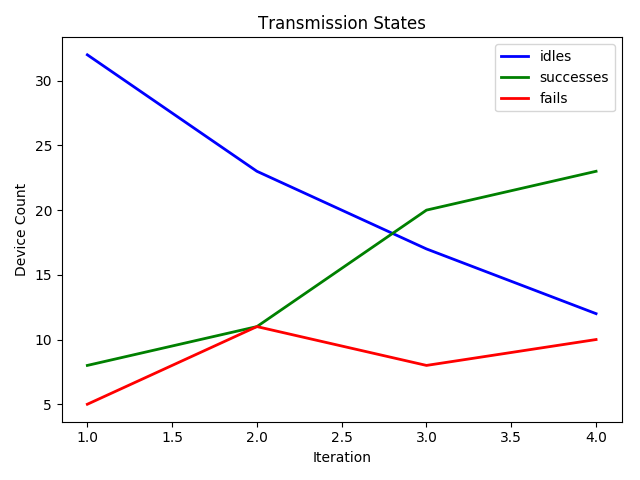 Transmission States
idles
successes
fails
Device Count
30
25
20
15
10
5
1.0 1.5 2.0 2.5 3.0 3.5 4.0
Iteration